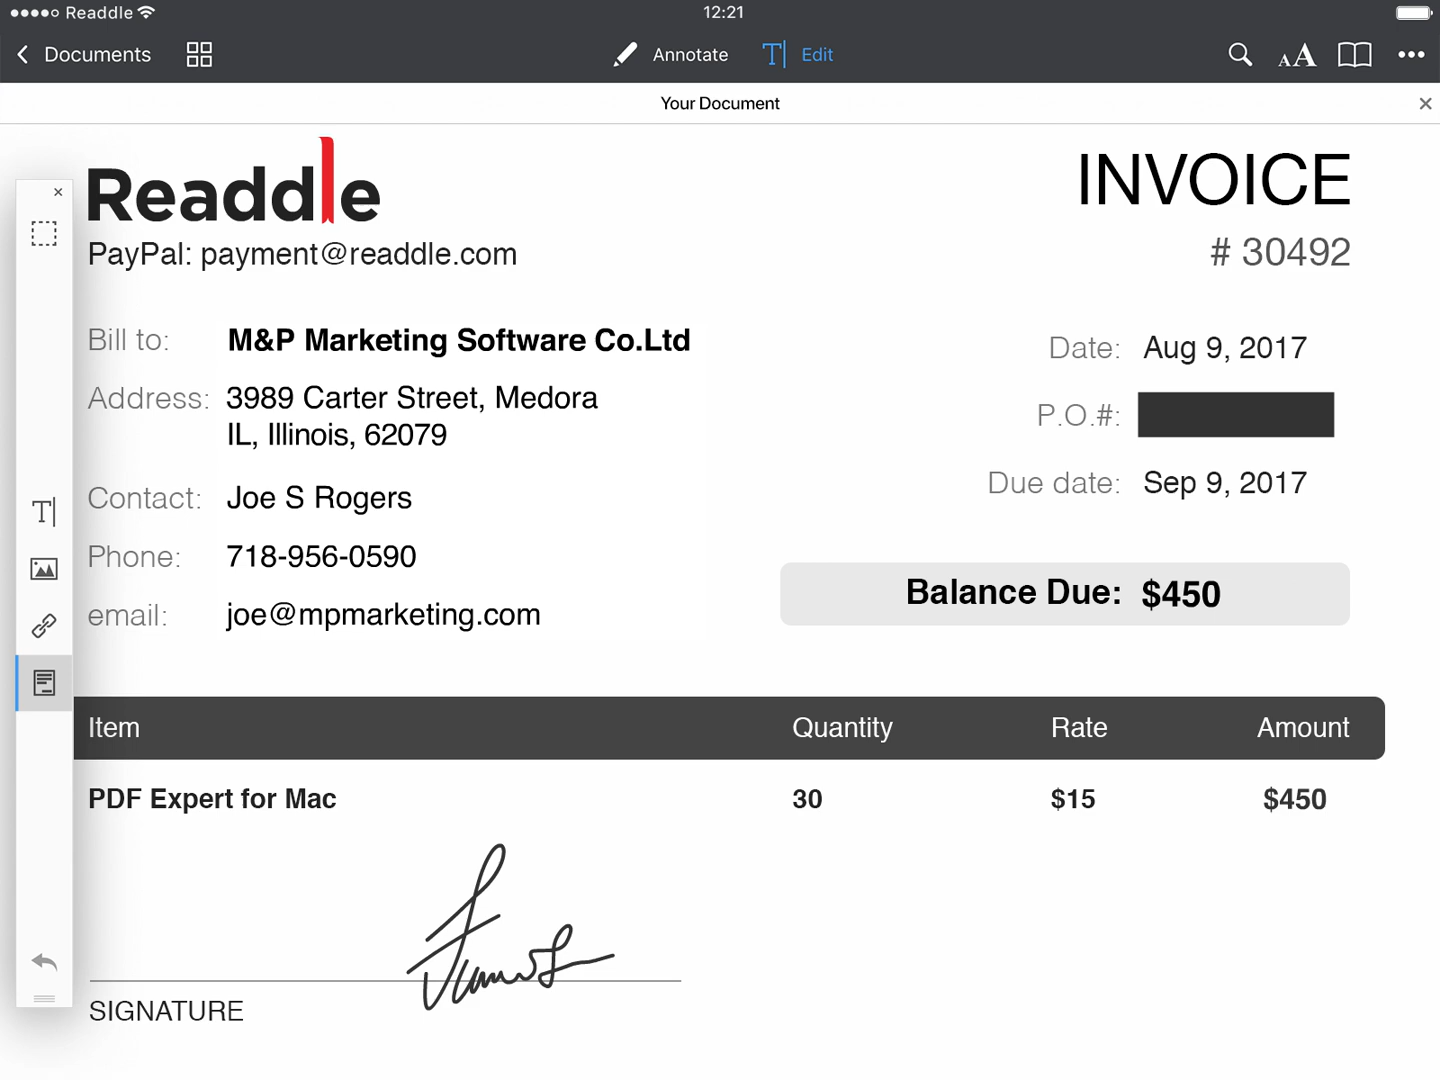 Readdle 12:21
Documents Annotate T Edit AA
Your Document
Readdle
INVOICE
PayPal: payment@readdle.com
# 30492
Bill to: M&P Marketing Software Co.Ltd
Date: Aug 9, 2017
Address: 3989 Carter Street, Medora
IL, Illinois, 62079
P.O.#:
Due date: Sep 9, 2017
Contact: Joe S Rogers
T
Phone: 718-956-0590
Balance Due: $450
email: joe@mpmarketing.com
Item Quantity Rate Amount
PDF Expert for Mac 30 $15 $450
SIGNATURE